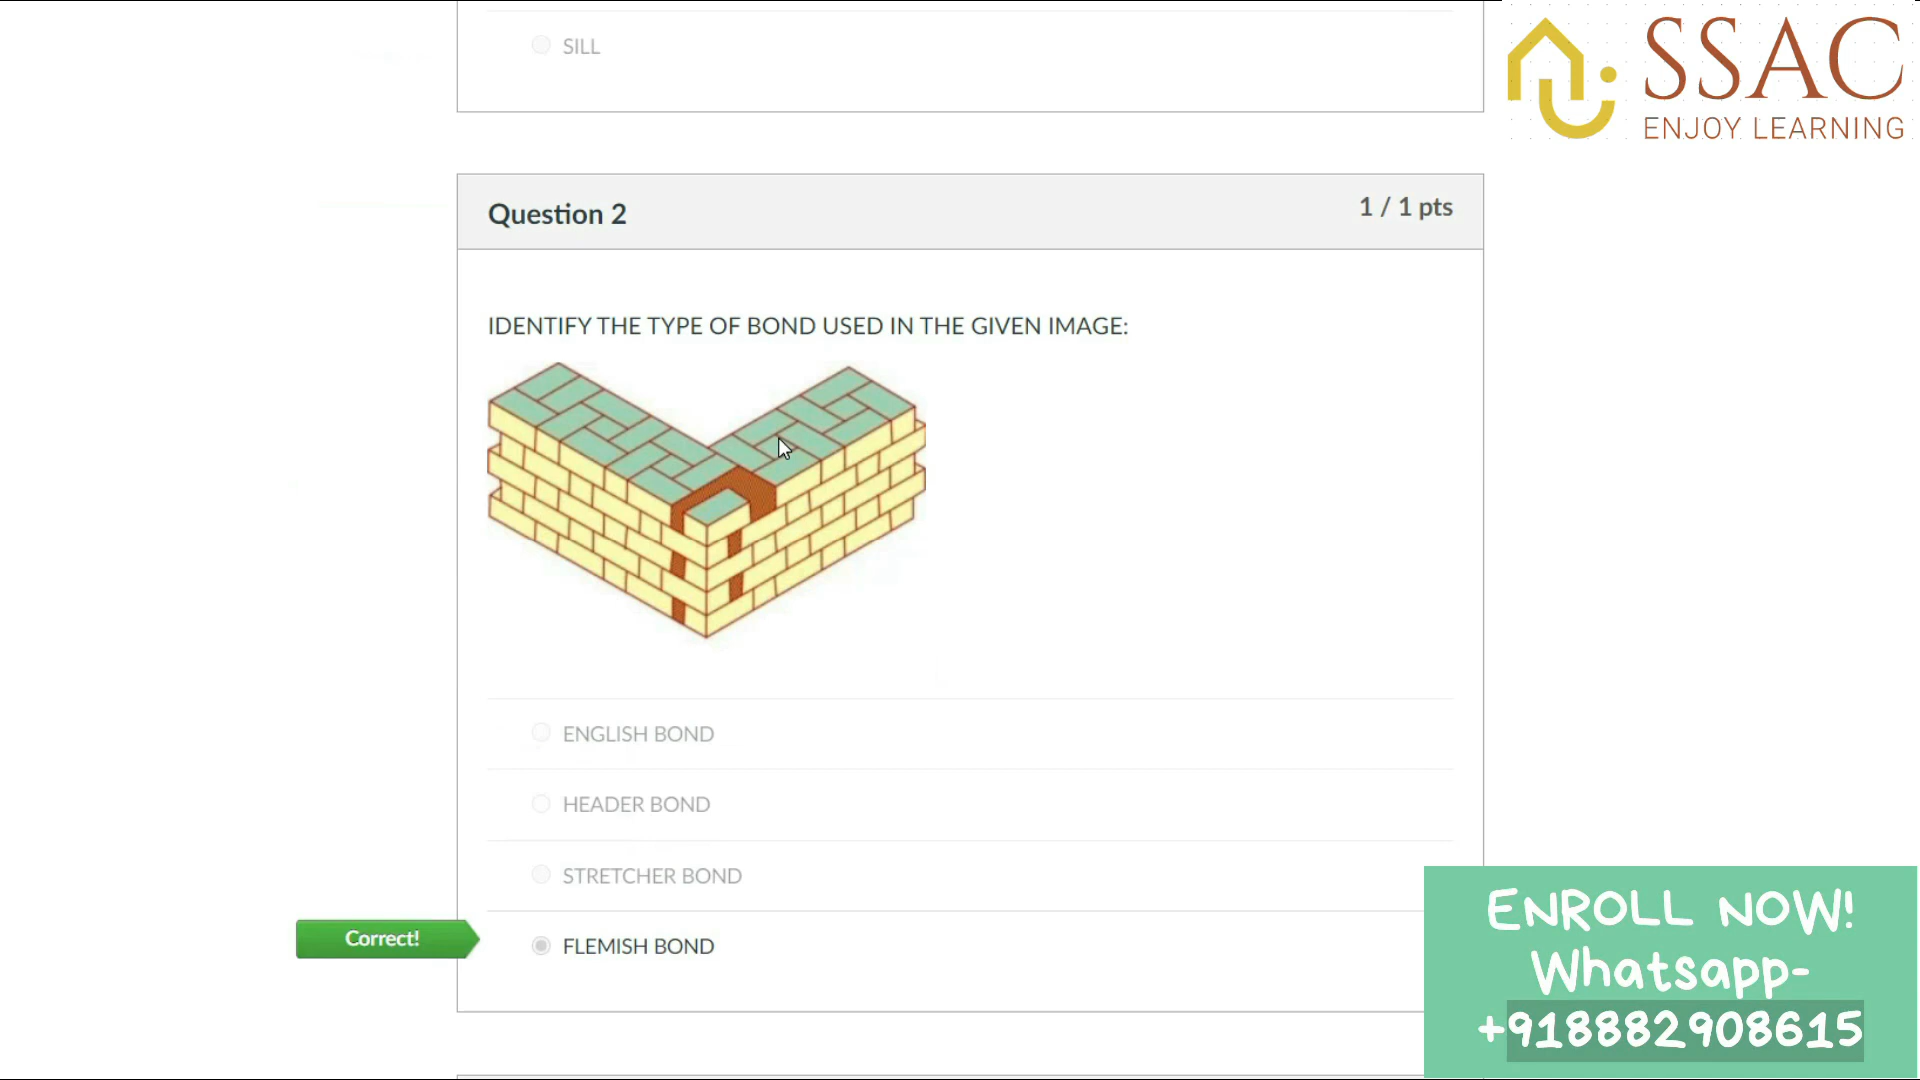 SILL
SSAC
ENJOY LEARNING
Question 2
1 / 1 pts
IDENTIFY THE TYPE OF BOND USED IN THE GIVEN IMAGE:
ENGLISH BOND
HEADER BOND
STRETCHER BOND
Correct!
FLEMISH BOND
ENROLL NOW!
Whatsapp-
+918882908615